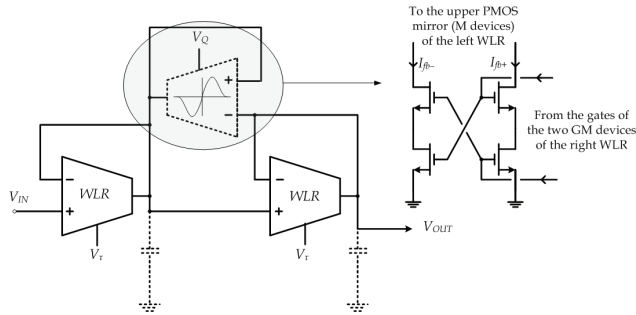 To the upper PMOS
mirror (M devices)
of the left WLR
V_Q
I_fb-
I_fb+
+
−
From the gates of
the two GM devices
of the right WLR
−
WLR
+
V_IN
V_τ
−
WLR
+
V_τ
V_OUT